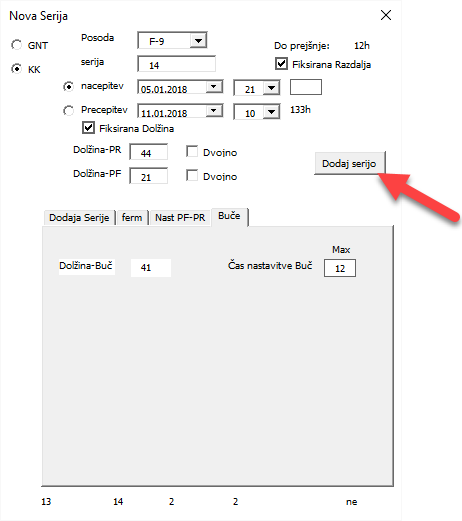 Nova Serija
GNT
KK
Posoda F-9 Do prejšnje: 12h
serija 14 Fiksirana Razdalja
nacepitev 05.01.2018 21
Precepitev 11.01.2018 10 133h
Fiksirana Dolžina
Dolžina-PR 44 Dvojno
Dolžina-PF 21 Dvojno
Dodaj serijo
Dodaja Serije ferm Nast PF-PR Buče
Max
Dolžina-Buč 41 Čas nastavitve Buč 12
13 14 2 2 ne